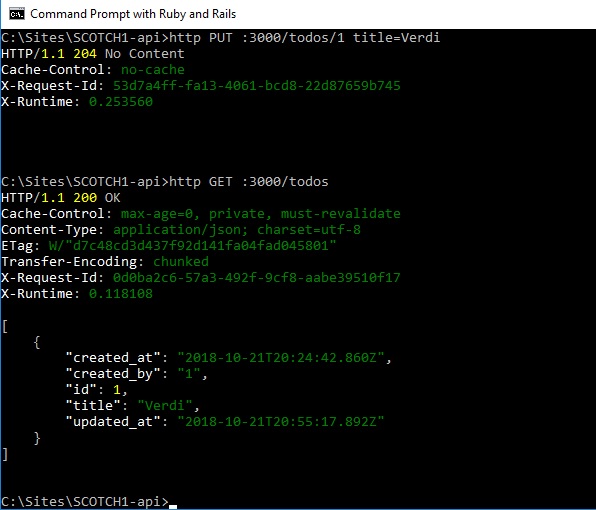 Command Prompt with Ruby and Rails
C:\Sites\SCOTCH1-api>http PUT :3000/todos/1 title=Verdi
HTTP/1.1 204 No Content
Cache-Control: no-cache
X-Request-Id: 53d7a4ff-fa13-4061-bcd8-22d87659b745
X-Runtime: 0.253560
C:\Sites\SCOTCH1-api>http GET :3000/todos
HTTP/1.1 200 OK
Cache-Control: max-age=0, private, must-revalidate
Content-Type: application/json; charset=utf-8
ETag: W/"d7c48cd3d437f92d141fa04fad045801"
Transfer-Encoding: chunked
X-Request-Id: 0d0ba2c6-57a3-492f-9cf8-aabe39510f17
X-Runtime: 0.118108
[
    {
        "created_at": "2018-10-21T20:24:42.860Z",
        "created_by": "1",
        "id": 1,
        "title": "Verdi",
        "updated_at": "2018-10-21T20:55:17.892Z"
    }
]
C:\Sites\SCOTCH1-api>